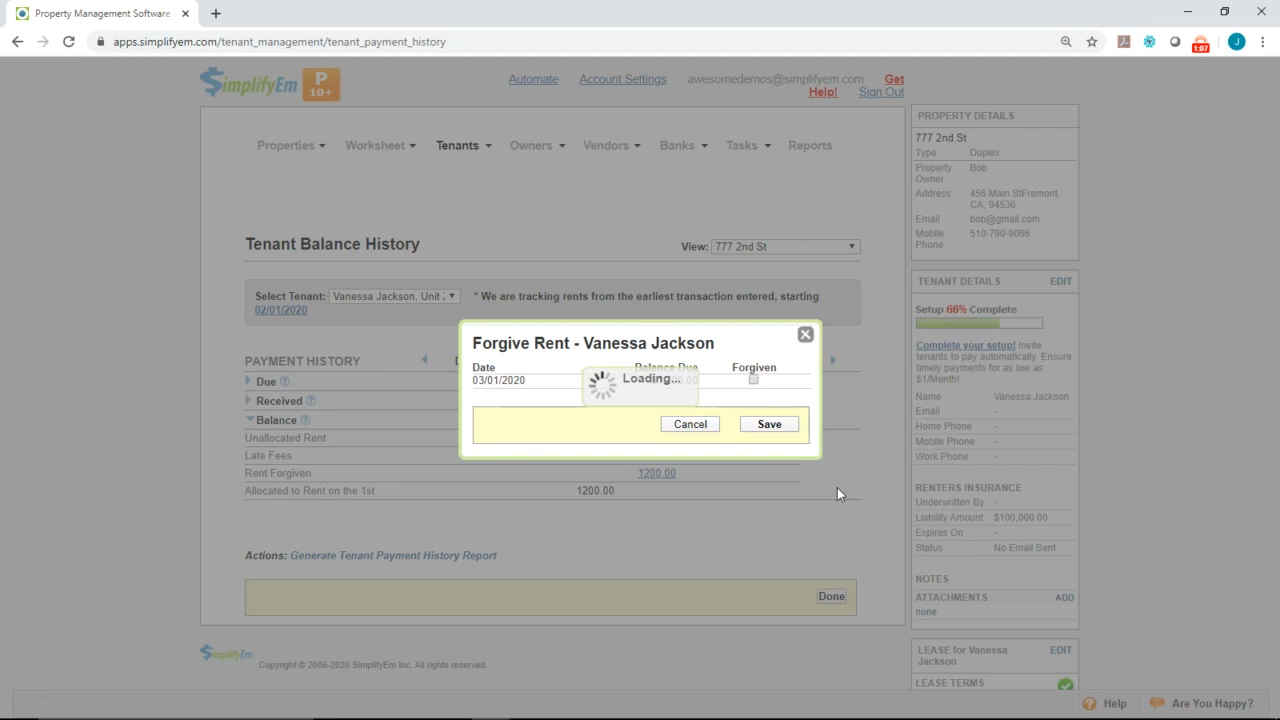 Property Management Software
apps.simplifyem.com/tenant_management/tenant_payment_history
1:07
J
SimplifyEm
P
10+
Automate
Account Settings
awesomedemos@simplifyem.com
Get
Help!
Sign Out
Properties
Worksheet
Tenants
Owners
Vendors
Banks
Tasks
Reports
Tenant Balance History
View:
777 2nd St
Select Tenant:
Vanessa Jackson, Unit
* We are tracking rents from the earliest transaction entered, starting
02/01/2020
PAYMENT HISTORY
Due
Received
Balance
Unallocated Rent
Late Fees
Rent Forgiven
1200.00
Allocated to Rent on the 1st
1200.00
Forgive Rent - Vanessa Jackson
Date
Balance Due
Forgiven
03/01/2020
Loading...
Cancel
Save
Actions: Generate Tenant Payment History Report
Done
SimplifyEm
Copyright © 2006-2020 SimplifyEm Inc. All rights reserved.
PROPERTY DETAILS
777 2nd St
Type Duplex
Property Owner Bob
Address 456 Main StFremont,
CA, 94536
Email bob@gmail.com
Mobile Phone 510-790-9066
TENANT DETAILS EDIT
Setup 66% Complete
Complete your setup! Invite
tenants to pay automatically. Ensure
timely payments for as low as
$1/Month!
Name Vanessa Jackson
Email -
Home Phone -
Mobile Phone -
Work Phone -
RENTERS INSURANCE
Underwritten By -
Liability Amount $100,000.00
Expires On -
Status No Email Sent
NOTES
ATTACHMENTS ADD
none
LEASE for Vanessa EDIT
Jackson
LEASE TERMS
Help
Are You Happy?